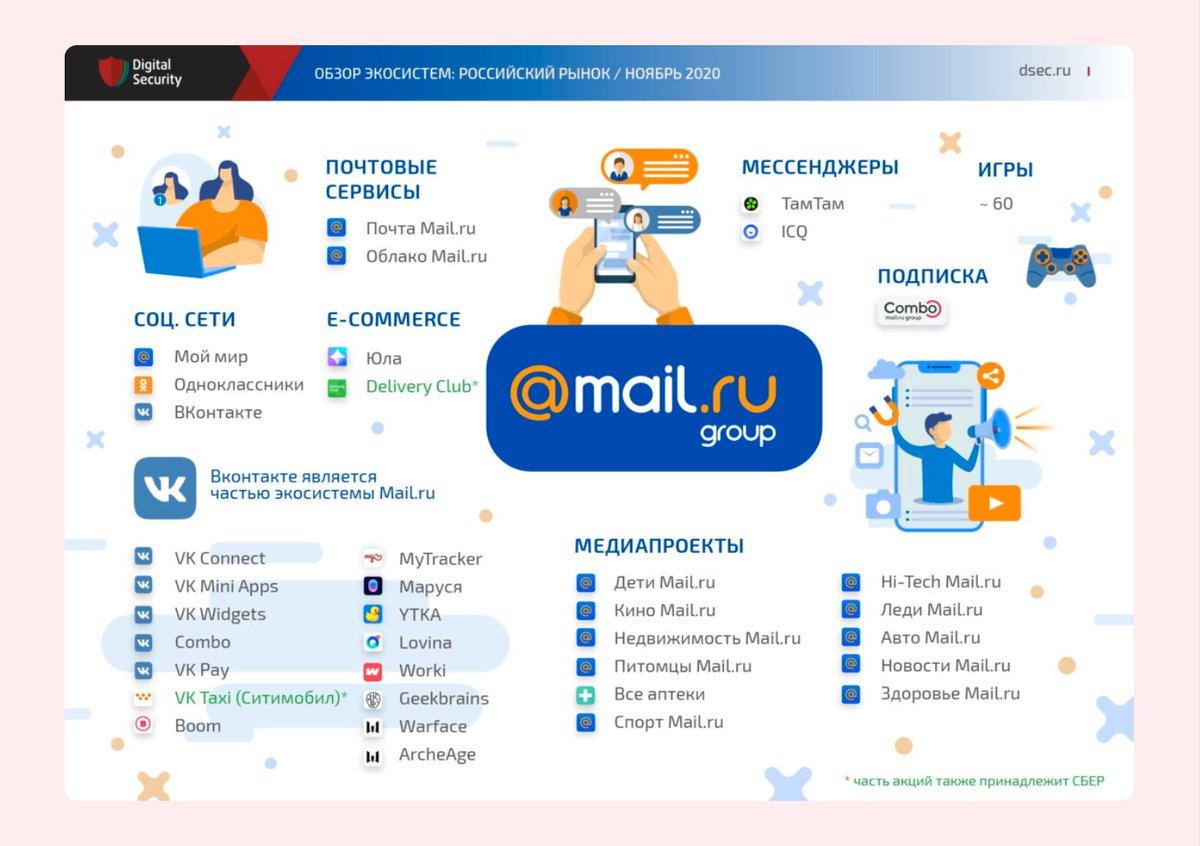 Digital
Security
ОБЗОР ЭКОСИСТЕМ: РОССИЙСКИЙ РЫНОК / НОЯБРЬ 2020
dsec.ru
ПОЧТОВЫЕ
СЕРВИСЫ
Почта Mail.ru
Облако Mail.ru
МЕССЕНДЖЕРЫ
ТамТам
ICQ
ИГРЫ
~ 60
ПОДПИСКА
Combo
mail.ru group
СОЦ. СЕТИ
Мой мир
Одноклассники
ВКонтакте
E-COMMERCE
Юла
Delivery Club*
@mail.ru
group
Вконтакте является
частью экосистемы Mail.ru
VK Connect
VK Mini Apps
VK Widgets
Combo
VK Pay
VK Taxi (Ситимобил)*
Boom
MyTracker
Маруся
УТКА
Lovina
Worki
Geekbrains
Warface
ArcheAge
МЕДИАПРОЕКТЫ
Дети Mail.ru
Кино Mail.ru
Недвижимость Mail.ru
Питомцы Mail.ru
Все аптеки
Спорт Mail.ru
Hi-Tech Mail.ru
Леди Mail.ru
Авто Mail.ru
Новости Mail.ru
Здоровье Mail.ru
* часть акций также принадлежит СБЕР